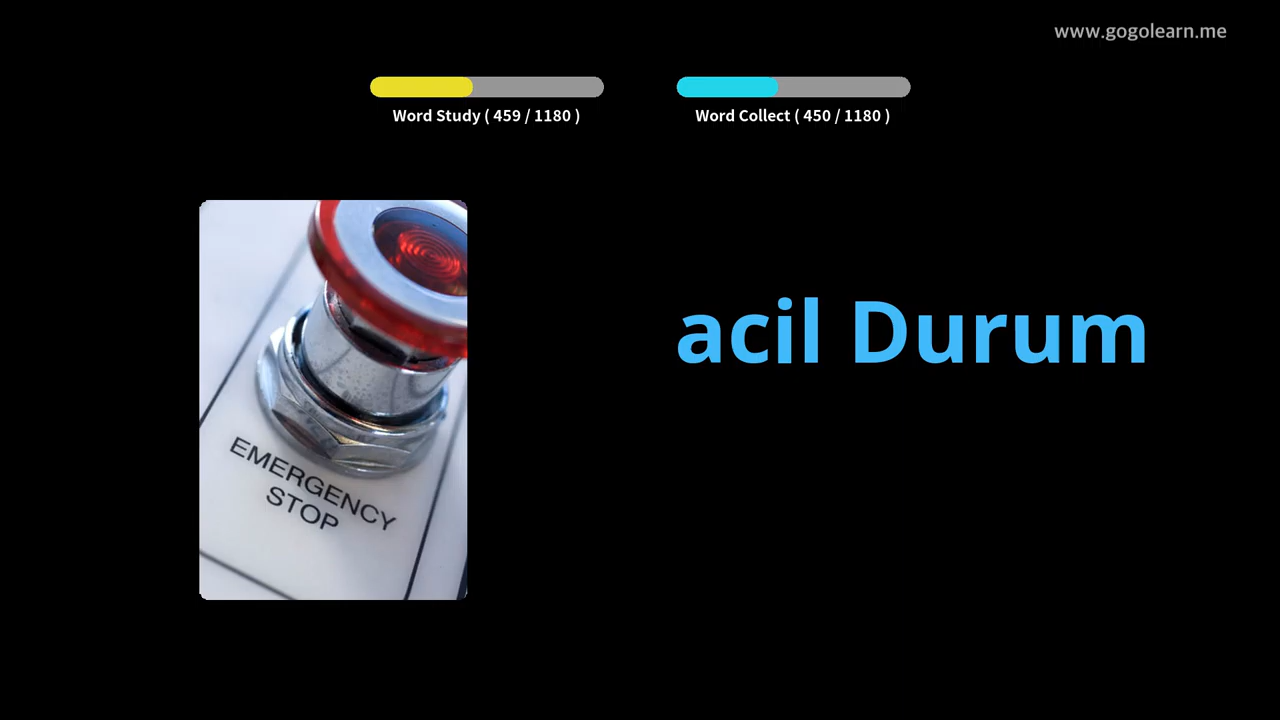 www.gogolearn.me
Word Study ( 459 / 1180 )
Word Collect ( 450 / 1180 )
acil Durum
EMERGENCY
STOP